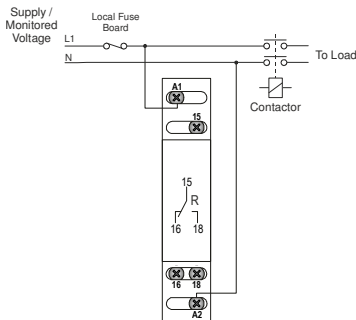 Supply /
Monitored
Voltage
Local Fuse
Board
L1
N
To Load
Contactor
A1
15
15
R
16 18
16 18
A2